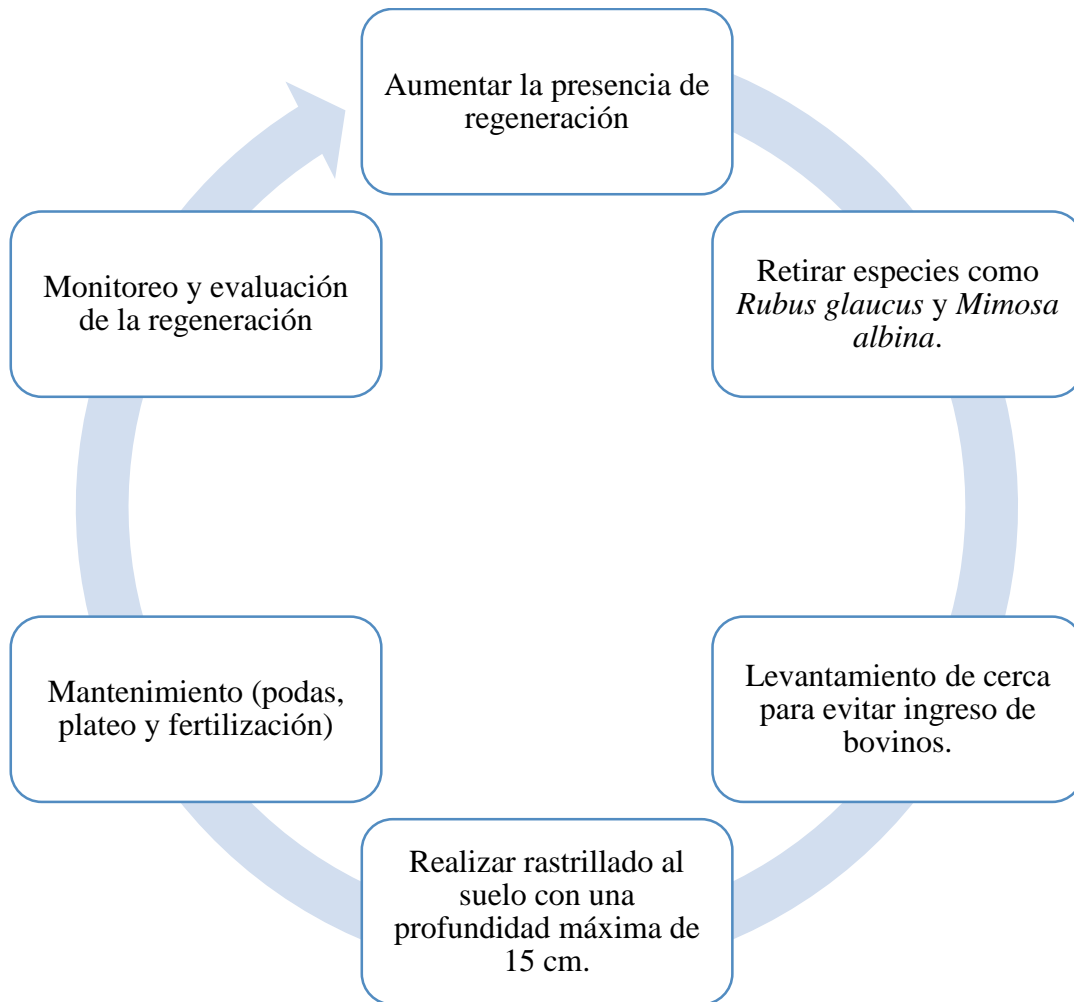 Aumentar la presencia de
regeneración
Retirar especies como
Rubus glaucus y Mimosa
albina.
Levantamiento de cerca
para evitar ingreso de
bovinos.
Realizar rastrillado al
suelo con una
profundidad máxima de
15 cm.
Mantenimiento (podas,
plateo y fertilización)
Monitoreo y evaluación
de la regeneración